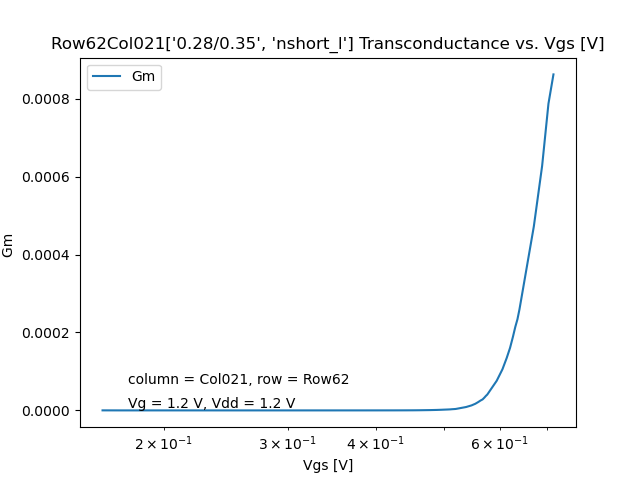 Row62Col021['0.28/0.35', 'nshort_l'] Transconductance vs. Vgs [V]
Gm
0.0008
0.0006
0.0004
0.0002
0.0000
Gm
column = Col021, row = Row62
Vg = 1.2 V, Vdd = 1.2 V
2 × 10⁻¹ 3 × 10⁻¹ 4 × 10⁻¹ 6 × 10⁻¹
Vgs [V]